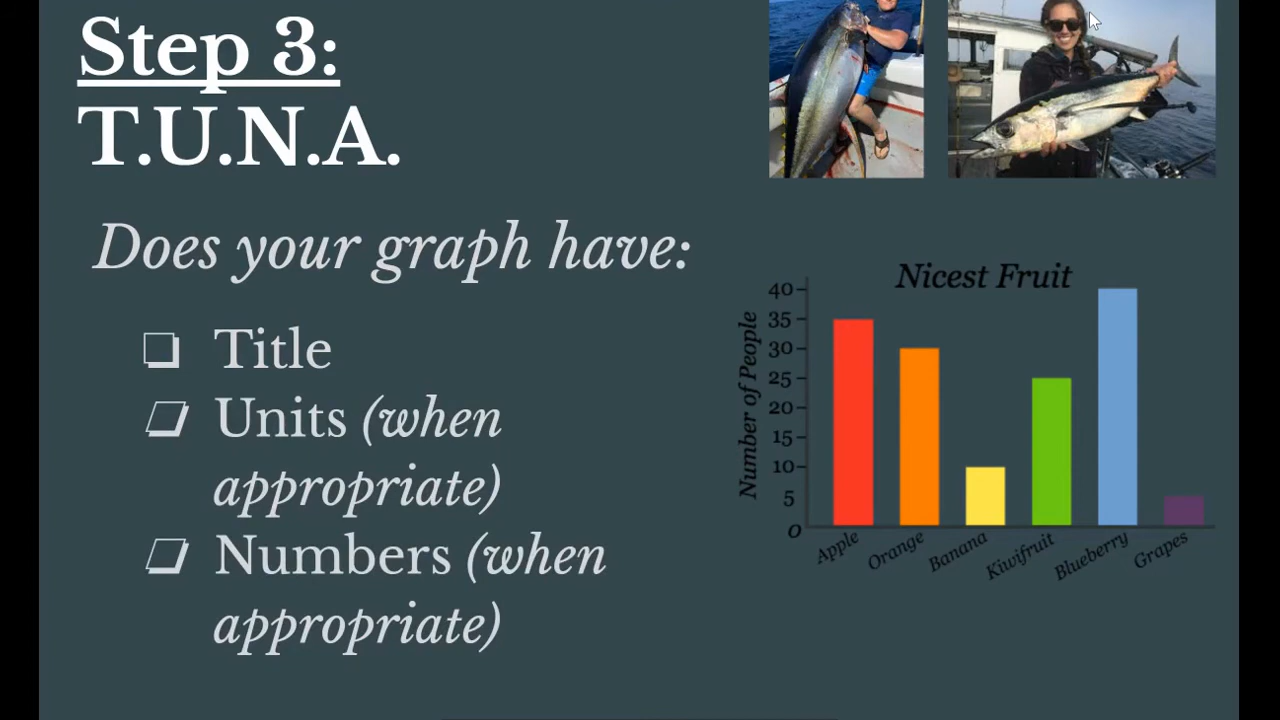 Step 3:
T.U.N.A.
Does your graph have:
Title
Units (when
appropriate)
Numbers (when
appropriate)
Nicest Fruit
Number of People
40
35
30
25
20
15
10
5
0
Apple
Orange
Banana
Kiwifruit
Blueberry
Grapes